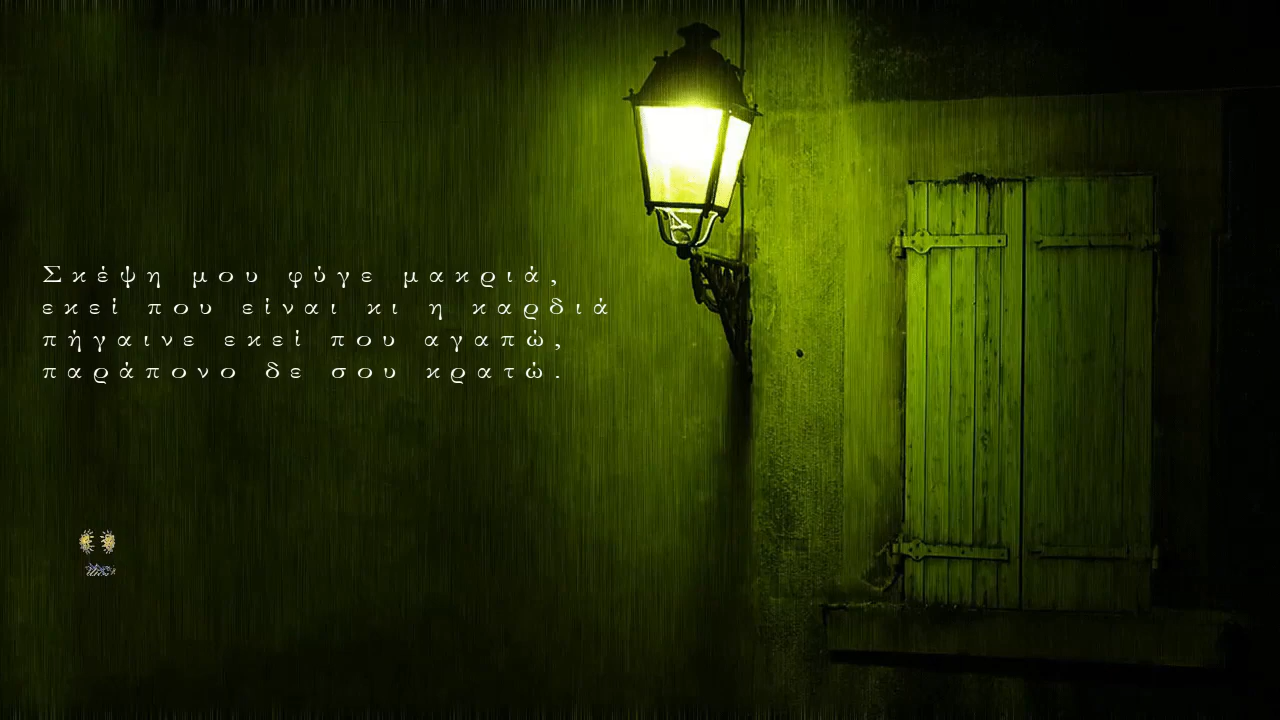 Σκέψη μου φύγε μακριά,
εκεί που είναι κι η καρδιά
πήγαινε εκεί που αγαπώ,
παράπονο δε σου κρατώ.